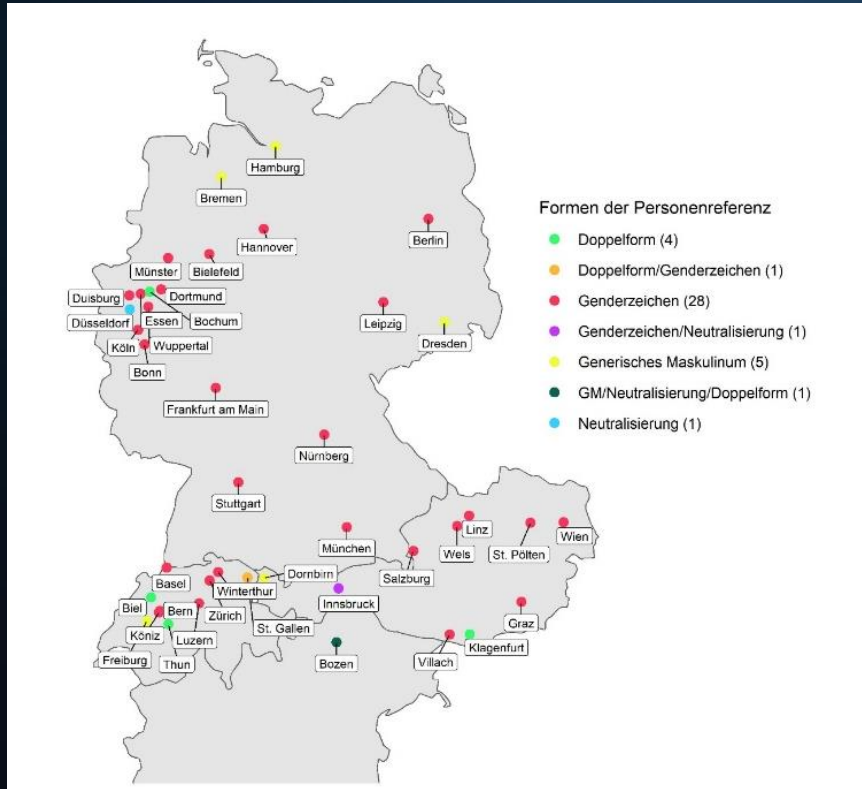 Hamburg
Bremen
Hannover
Berlin
Münster
Bielefeld
Duisburg
Dortmund
Düsseldorf
Essen
Bochum
Leipzig
Dresden
Köln
Wuppertal
Bonn
Frankfurt am Main
Nürnberg
Stuttgart
München
Linz
Wels
St. Pölten
Wien
Salzburg
Basel
Dornbirn
Winterthur
Innsbruck
Biel
Bern
Zürich
St. Gallen
Graz
Köniz
Luzern
Freiburg
Thun
Bozen
Villach
Klagenfurt
Formen der Personenreferenz
Doppelform (4)
Doppelform/Genderzeichen (1)
Genderzeichen (28)
Genderzeichen/Neutralisierung (1)
Generisches Maskulinum (5)
GM/Neutralisierung/Doppelform (1)
Neutralisierung (1)